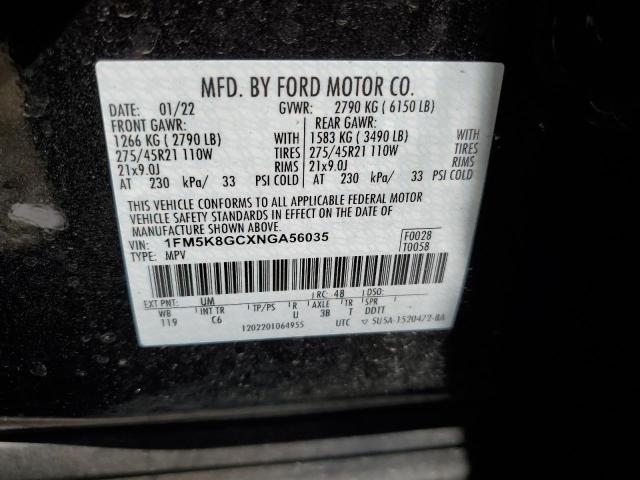 MFD. BY FORD MOTOR CO.
DATE: 01/22 GVWR: 2790 KG ( 6150 LB)
FRONT GAWR: REAR GAWR:
1266 KG ( 2790 LB) WITH 1583 KG ( 3490 LB) WITH
275/45R21 110W TIRES 275/45R21 110W TIRES
21x9.0J RIMS 21x9.0J RIMS
AT 230 kPa/ 33 PSI COLD AT 230 kPa/ 33 PSI COLD
THIS VEHICLE CONFORMS TO ALL APPLICABLE FEDERAL MOTOR
VEHICLE SAFETY STANDARDS IN EFFECT ON THE DATE OF
MANUFACTURE SHOWN ABOVE.
VIN: 1FM5K8GCXNGA56035 F0028
TYPE: MPV T0058
EXT PNT: UM RC: 48 DSO:
WB INT TR TP/PS R AXLE TR SPR
119 C6 U 3B T DDTT
1202201064955 UTC ▽ 5U5A-1520472-BA